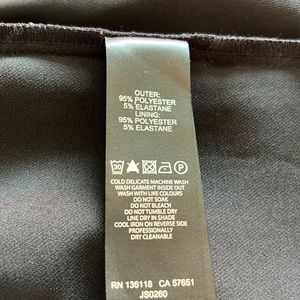 OUTER:
95% POLYESTER
5% ELASTANE
LINING:
95% POLYESTER
5% ELASTANE
30
P
COLD DELICATE MACHINE WASH
WASH GARMENT INSIDE OUT
WASH WITH LIKE COLOURS
DO NOT SOAK
DO NOT BLEACH
DO NOT TUMBLE DRY
LINE DRY IN SHADE
COOL IRON ON REVERSE SIDE
PROFESSIONALLY
DRY CLEANABLE
RN 136118 CA 57651
JS0260